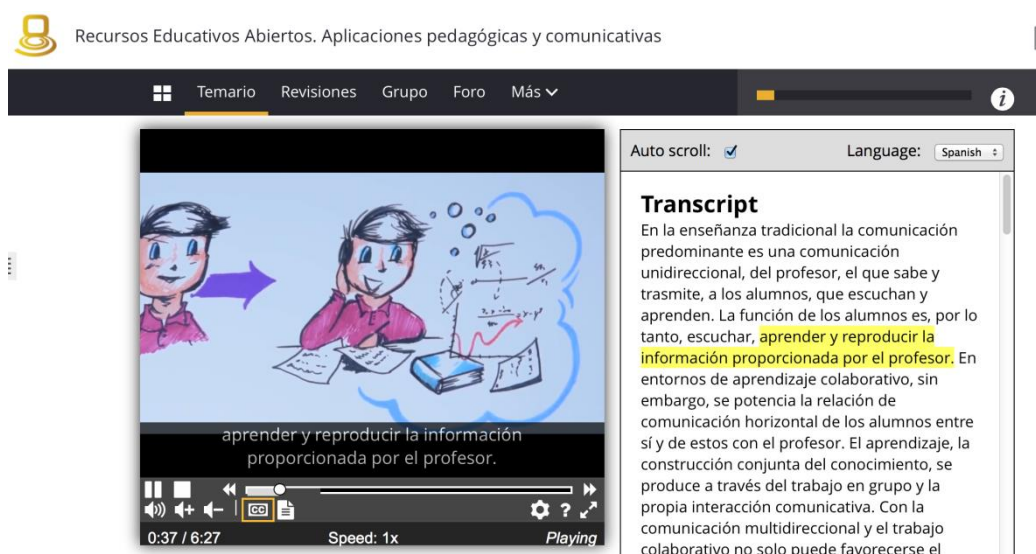 Recursos Educativos Abiertos. Aplicaciones pedagógicas y comunicativas
Temario Revisiones Grupo Foro Más
aprender y reproducir la información
proporcionada por el profesor.
CC
?
0:37 / 6:27 Speed: 1x Playing
Auto scroll: Language: Spanish
Transcript
En la enseñanza tradicional la comunicación
predominante es una comunicación
unidireccional, del profesor, el que sabe y
trasmite, a los alumnos, que escuchan y
aprenden. La función de los alumnos es, por lo
tanto, escuchar, aprender y reproducir la
información proporcionada por el profesor. En
entornos de aprendizaje colaborativo, sin
embargo, se potencia la relación de
comunicación horizontal de los alumnos entre
sí y de estos con el profesor. El aprendizaje, la
construcción conjunta del conocimiento, se
produce a través del trabajo en grupo y la
propia interacción comunicativa. Con la
comunicación multidireccional y el trabajo
colaborativo no solo puede favorecerse el